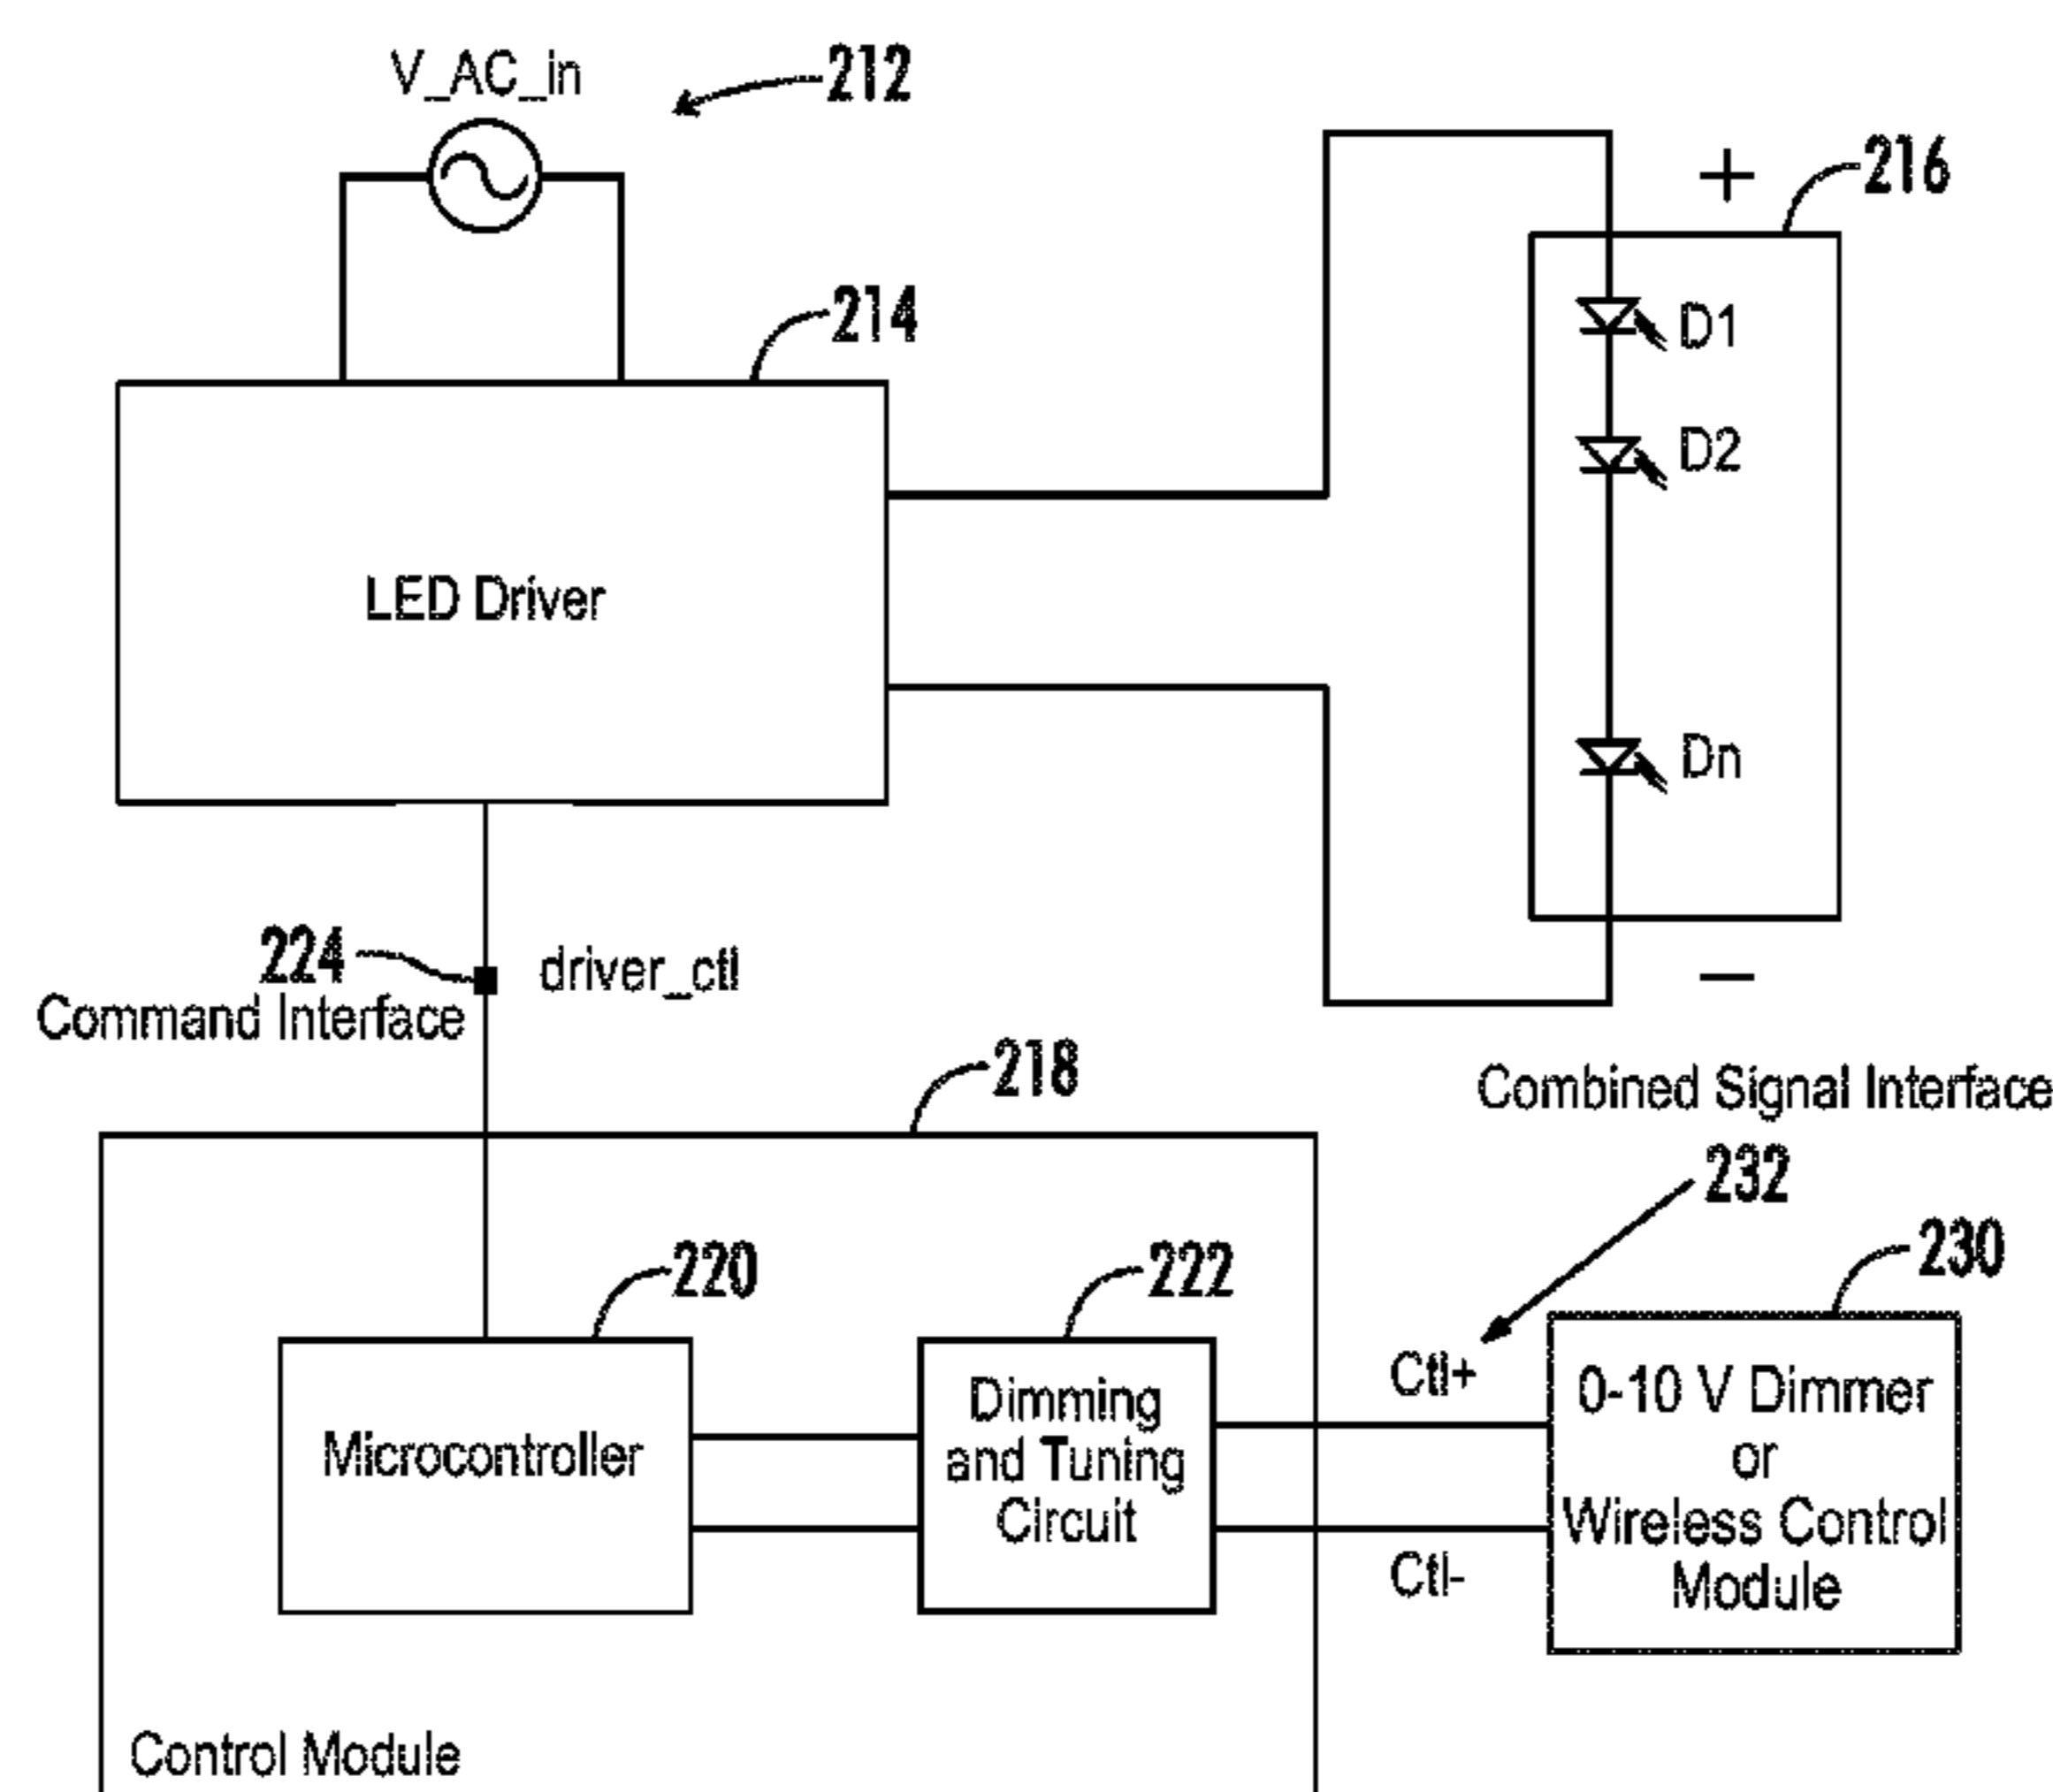 V_AC_in
212
216
+
214
D1
D2
LED Driver
Dn
224
driver_ctl
Command Interface
−
218
Combined Signal Interface
232
220
222
230
Ctl+
Microcontroller
Dimming
and Tuning
Circuit
0-10 V Dimmer
or
Wireless Control
Module
Ctl-
Control Module